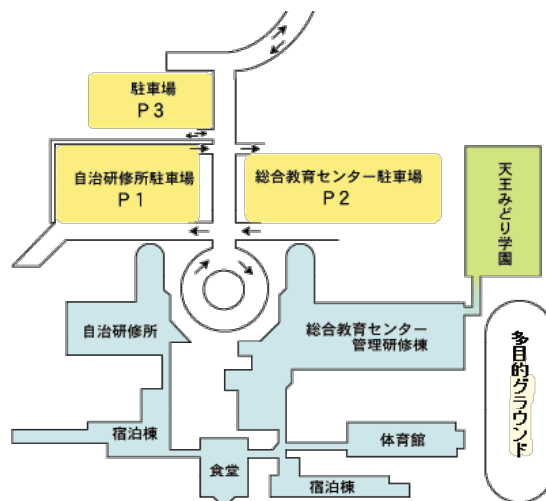 駐車場
P3
自治研修所駐車場
P1
総合教育センター駐車場
P2
天王みどり学園
自治研修所
総合教育センター
管理研修棟
多目的グラウンド
宿泊棟
体育館
食堂
宿泊棟